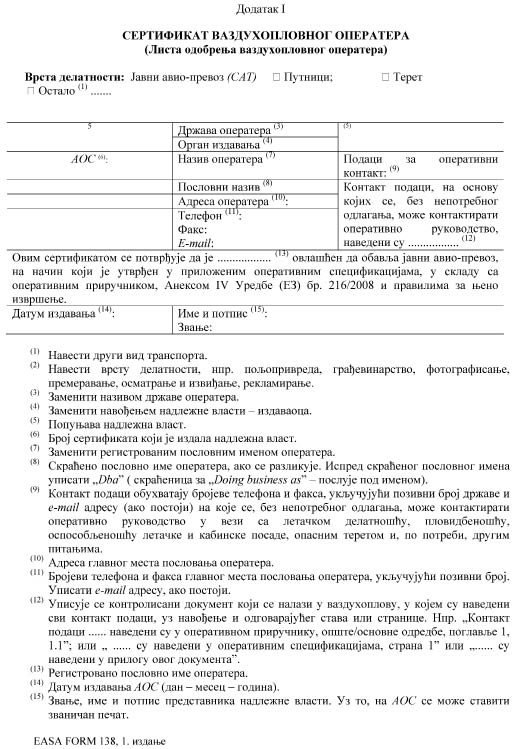 Додатак I
СЕРТИФИКАТ ВАЗДУХОПЛОВНОГ ОПЕРАТЕРА
(Листа одобрења ваздухопловног оператера)
Врста делатности: Јавни авио-превоз (CAT) □ Путници; □ Терет
□ Остало (1) .......
5 Држава оператера (3) (5)
Орган издавања (4)
AOC (6): Назив оператера (7) Подаци за оперативни
контакт: (9)
Пословни назив (8) Контакт подаци, на основу
Адреса оператера (10): којих се, без непотребног
Телефон (11): одлагања, може контактирати
Факс: оперативно руководство,
E-mail: наведени су ................. (12)
Овим сертификатом се потврђује да је .................. (13) овлашћен да обавља јавни авио-превоз,
на начин који је утврђен у приложеним оперативним спецификацијама, у складу са
оперативним приручником, Анексом IV Уредбе (ЕЗ) бр. 216/2008 и правилима за њено
извршење.
Датум издавања (14): Име и потпис (15):
Звање:
(1) Навести други вид транспорта.
(2) Навести врсту делатности, нпр. пољопривреда, грађевинарство, фотографисање,
премеравање, осматрање и извиђање, рекламирање.
(3) Заменити називом државе оператера.
(4) Заменити навођењем надлежне власти – издаваоца.
(5) Попуњава надлежна власт.
(6) Број сертификата који је издала надлежна власт.
(7) Заменити регистрованим пословним именом оператера.
(8) Скраћено пословно име оператера, ако се разликује. Испред скраћеног пословног имена
уписати „Dba” ( скраћеница за „Doing business as” – послује под именом).
(9) Контакт подаци обухватају бројеве телефона и факса, укључујући позивни број државе и
e-mail адресу (ако постоји) на које се, без непотребног одлагања, може контактирати
оперативно руководство у вези са летачком делатношћу, пловидбеношћу,
оспособљеношћу летачке и кабинске посаде, опасним теретом и, по потреби, другим
питањима.
(10) Адреса главног места пословања оператера.
(11) Бројеви телефона и факса главног места пословања оператера, укључујући позивни број.
Уписати e-mail адресу, ако постоји.
(12) Уписује се контролисани документ који се налази у ваздухоплову, у којем су наведени
сви контакт подаци, уз навођење и одговарајућег става или странице. Нпр. „Контакт
подаци ...... наведени су у оперативном приручнику, опште/основне одредбе, поглавље 1,
1.1”; или „ ...... су наведени у оперативним спецификацијама, страна 1” или „...... су
наведени у прилогу овог документа”.
(13) Регистровано пословно име оператера.
(14) Датум издавања AOC (дан – месец – година).
(15) Звање, име и потпис представника надлежне власти. Уз то, на AOC се може ставити
званичан печат.
EASA FORM 138, 1. издање